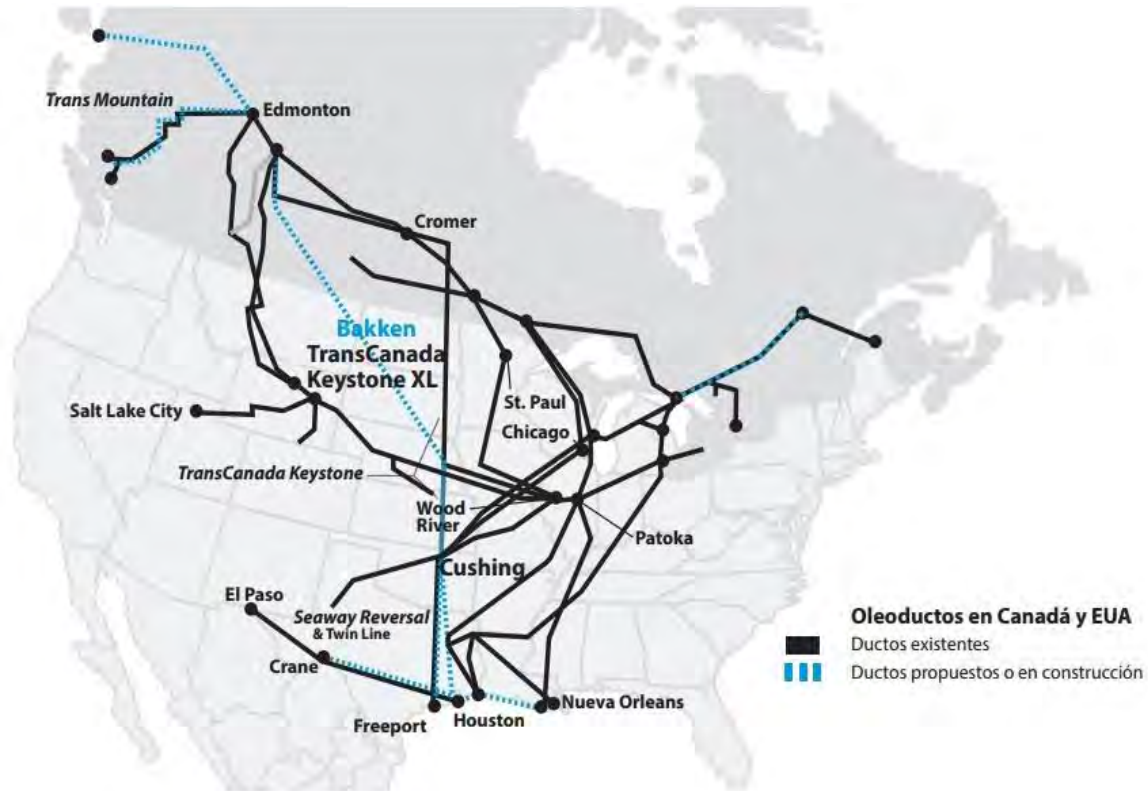 Trans Mountain
Edmonton
Cromer
Bakken
TransCanada
Keystone XL
St. Paul
Salt Lake City
Chicago
TransCanada Keystone
Wood
River
Patoka
Cushing
El Paso
Seaway Reversal
& Twin Line
Crane
Freeport
Houston
Nueva Orleans
Oleoductos en Canadá y EUA
Ductos existentes
Ductos propuestos o en construcción